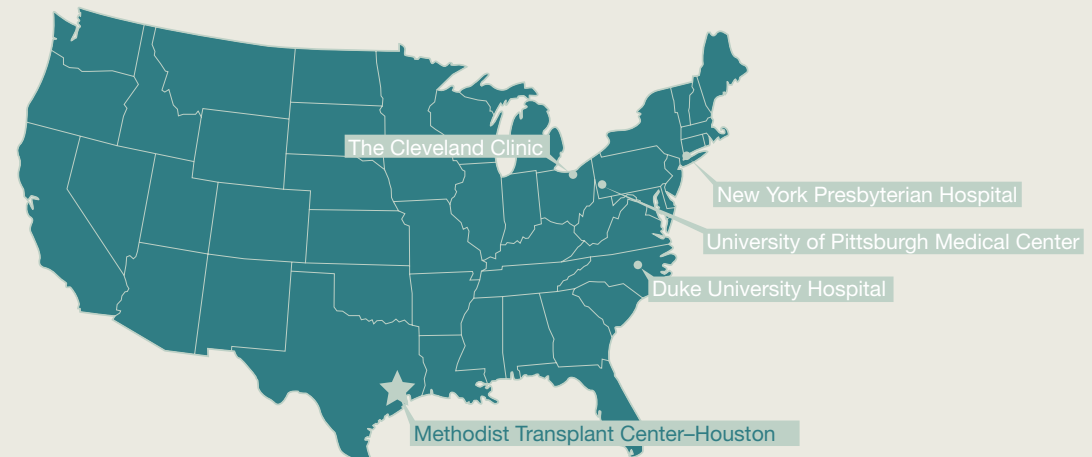 The Cleveland Clinic
New York Presbyterian Hospital
University of Pittsburgh Medical Center
Duke University Hospital
Methodist Transplant Center–Houston